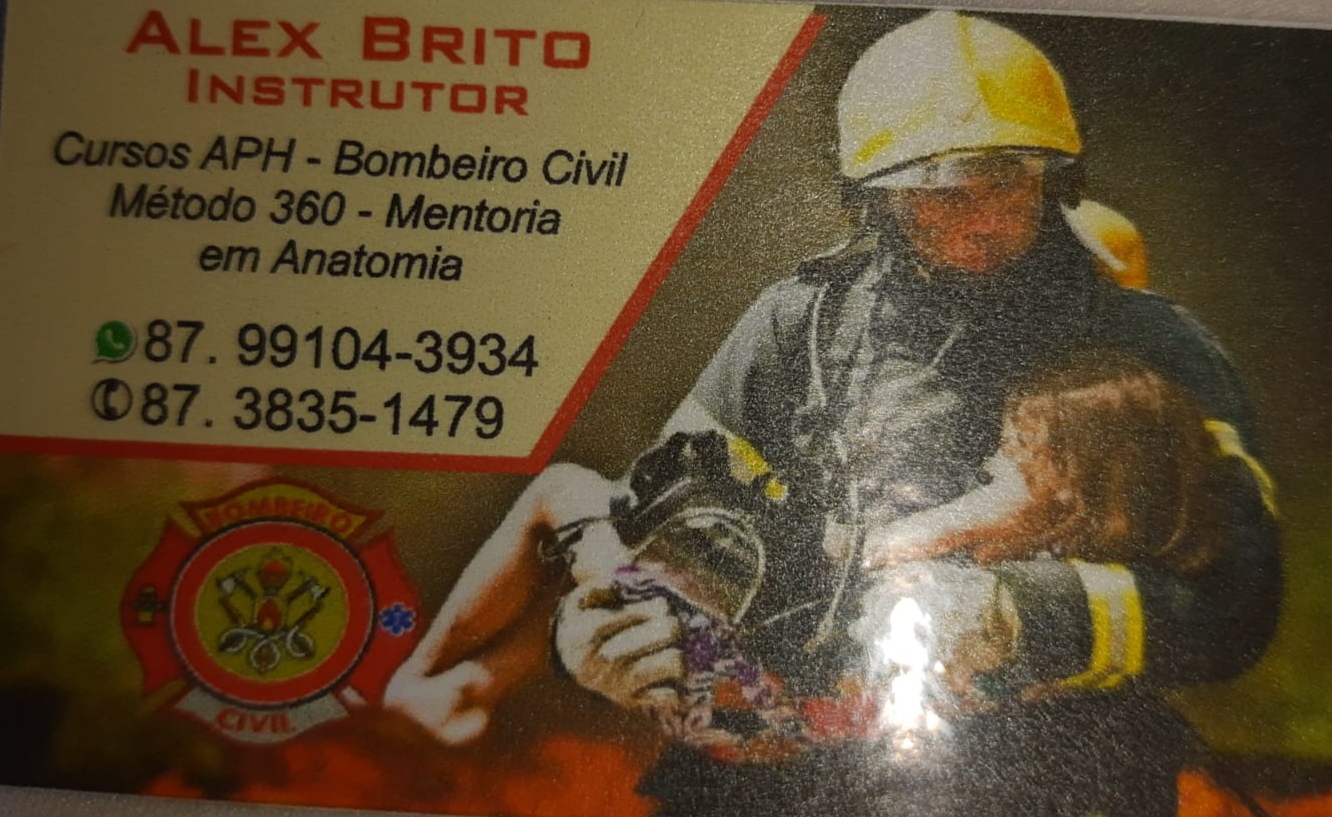 ALEX BRITO
INSTRUTOR
Cursos APH - Bombeiro Civil
Método 360 - Mentoria
em Anatomia
87. 99104-3934
87. 3835-1479
BOMBEIRO
CIVIL